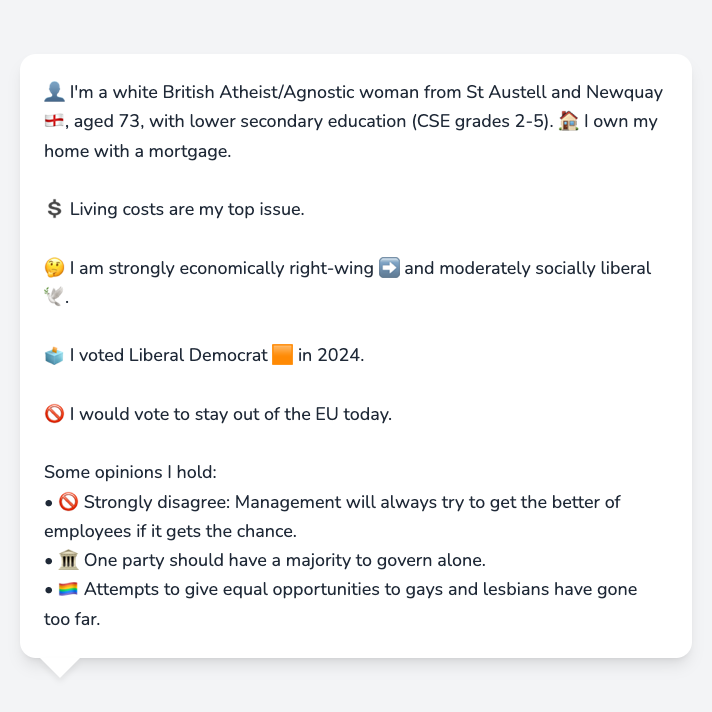 👤 I'm a white British Atheist/Agnostic woman from St Austell and Newquay
🏴󠁧󠁢󠁥󠁮󠁧󠁿, aged 73, with lower secondary education (CSE grades 2-5). 🏠 I own my
home with a mortgage.
💲 Living costs are my top issue.
🤔 I am strongly economically right-wing ➡️ and moderately socially liberal
🕊️.
🗳️ I voted Liberal Democrat 🟧 in 2024.
🚫 I would vote to stay out of the EU today.
Some opinions I hold:
• 🚫 Strongly disagree: Management will always try to get the better of
employees if it gets the chance.
• 🏛️ One party should have a majority to govern alone.
• 🏳️‍🌈 Attempts to give equal opportunities to gays and lesbians have gone
too far.